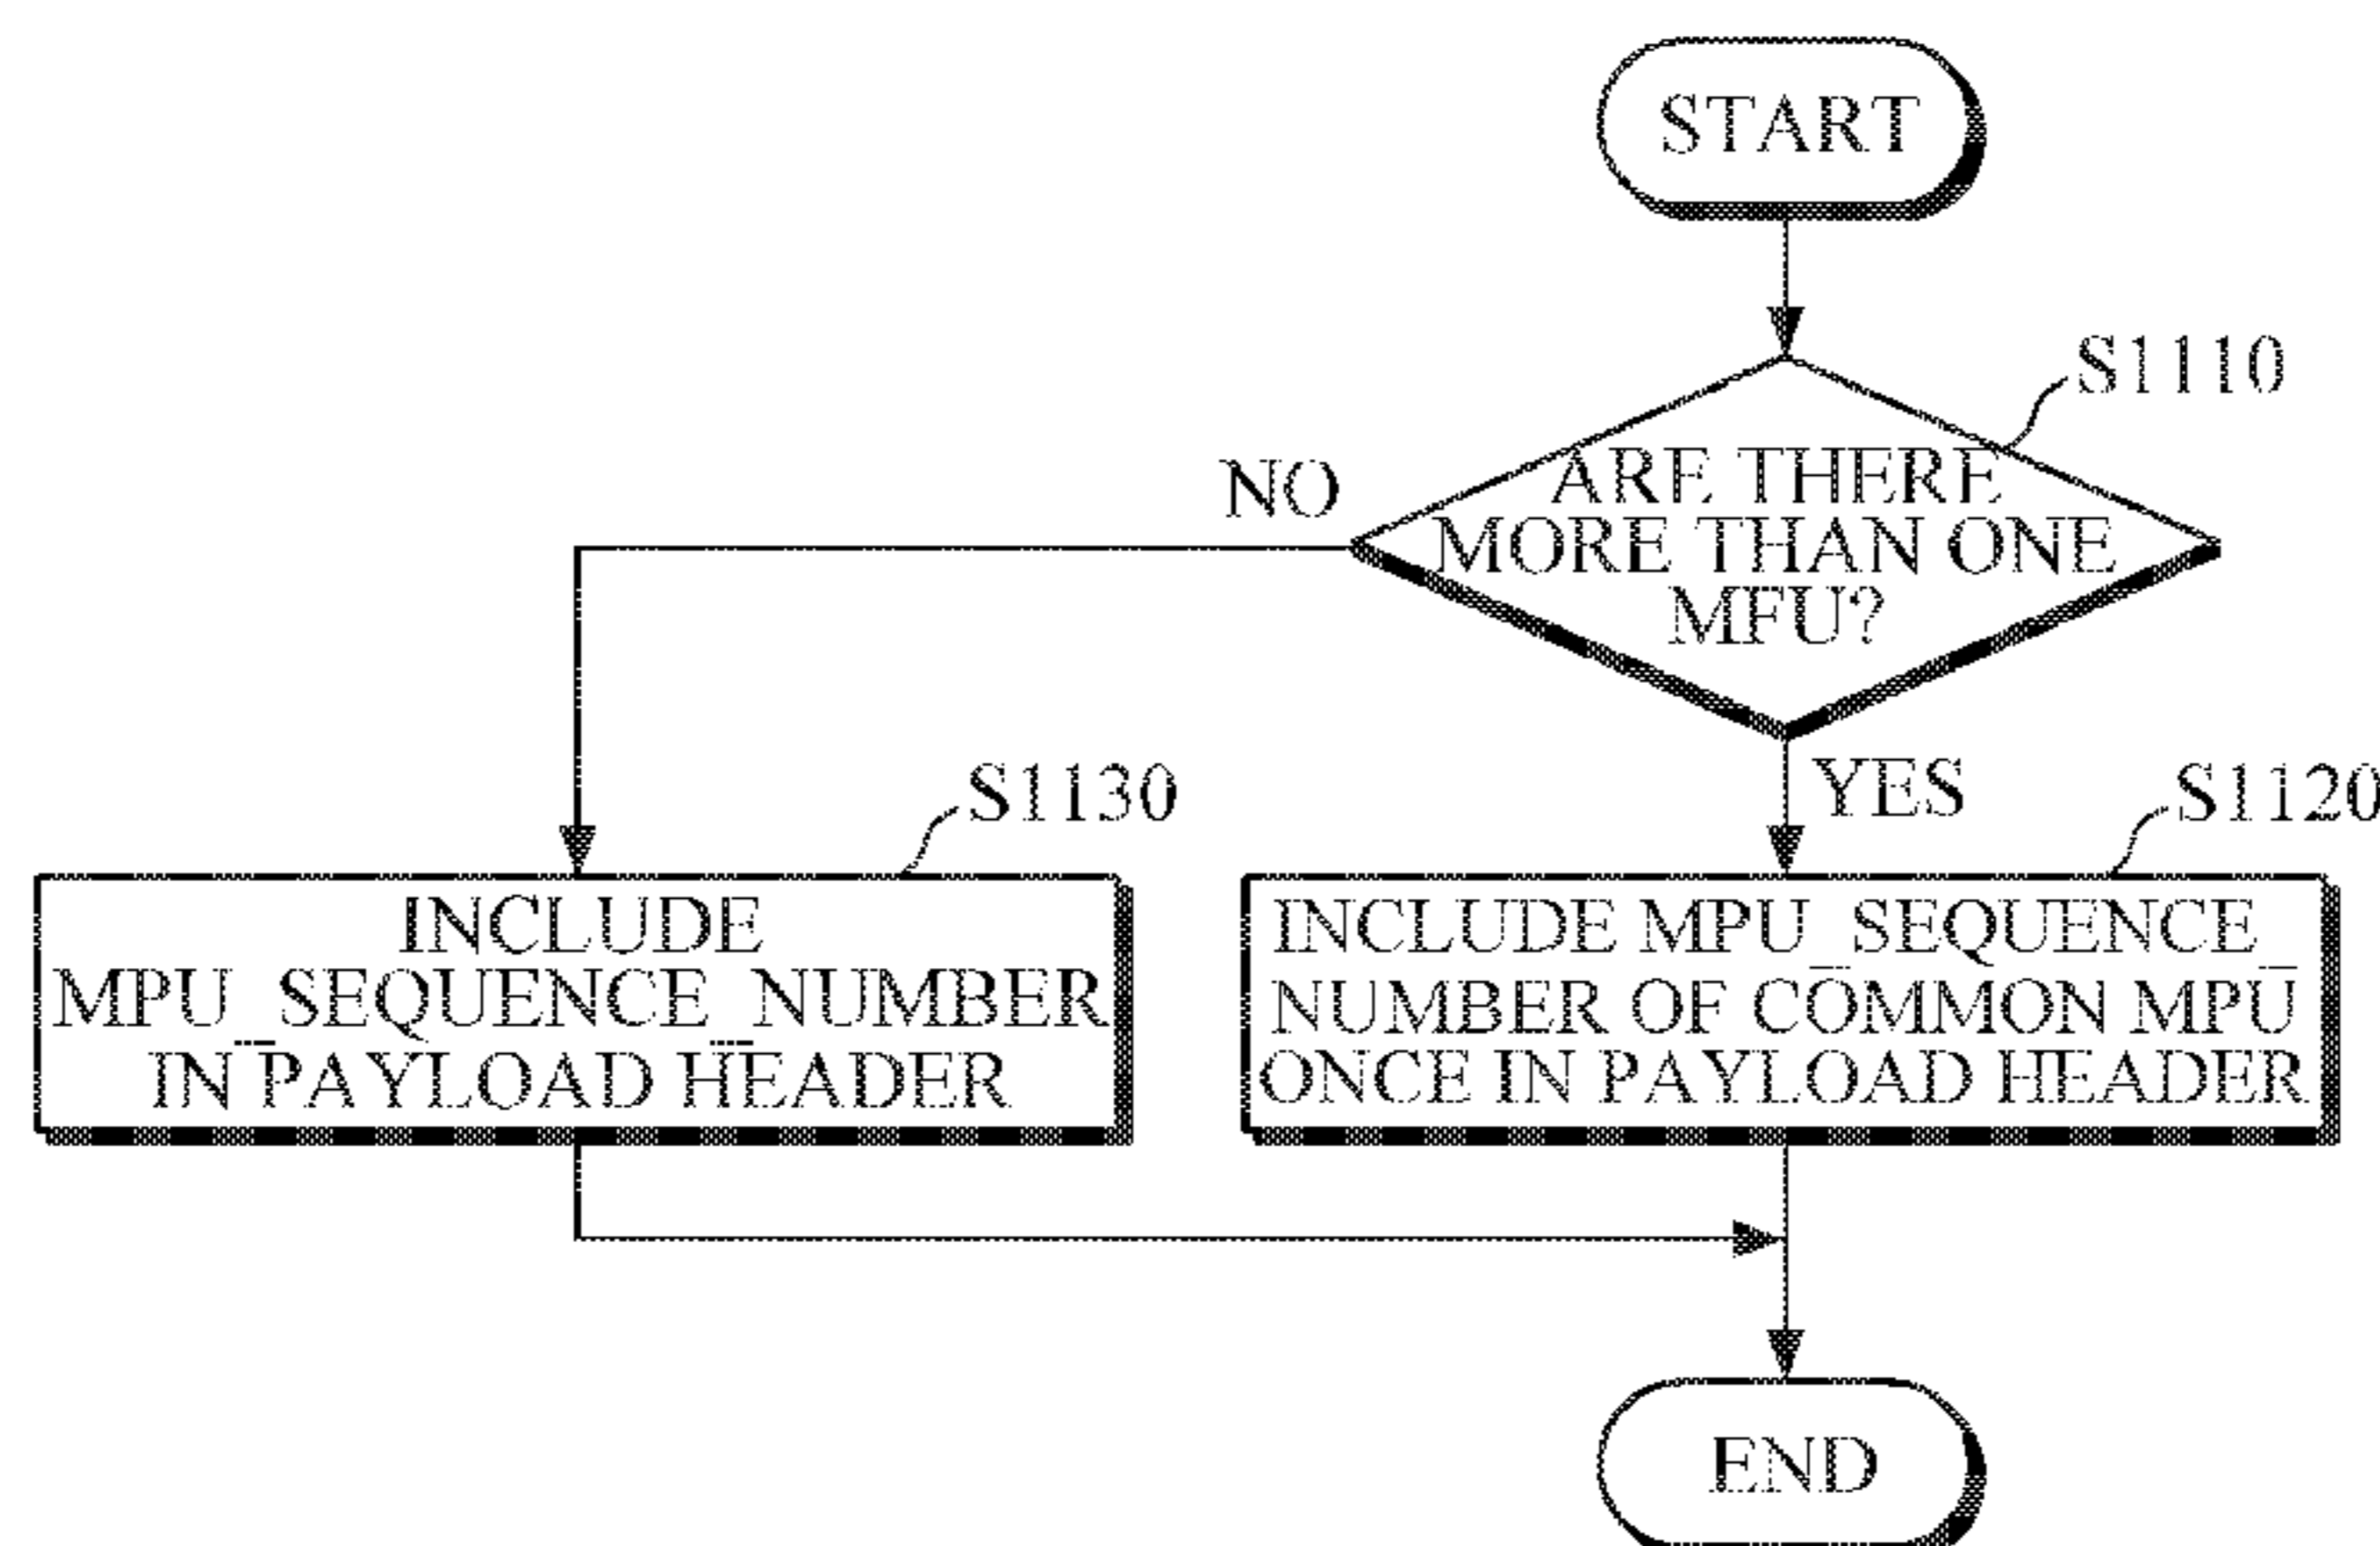 START
S1110
NO
ARE THERE
MORE THAN ONE
MFU?
YES
S1130
S1120
INCLUDE
MPU_SEQUENCE_NUMBER
IN PAYLOAD HEADER
INCLUDE MPU_SEQUENCE_
NUMBER OF COMMON MPU
ONCE IN PAYLOAD HEADER
END